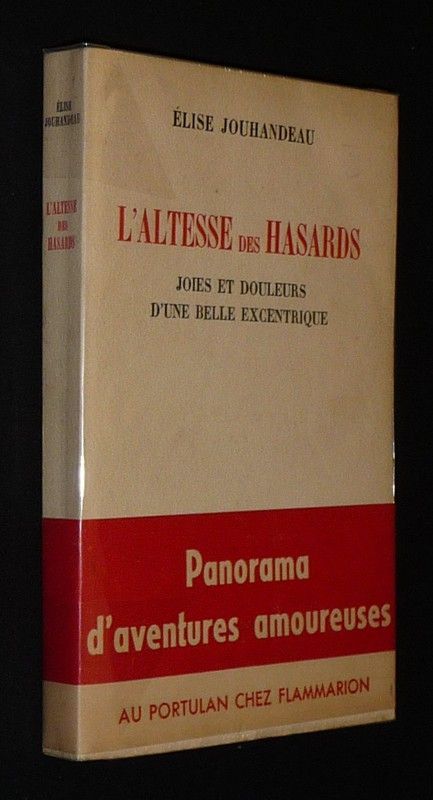 ÉLISE
JOUHANDEAU
L'ALTESSE
DES
HASARDS
ÉLISE JOUHANDEAU
L'ALTESSE DES HASARDS
JOIES ET DOULEURS
D'UNE BELLE EXCENTRIQUE
Panorama
d'aventures amoureuses
AU PORTULAN CHEZ FLAMMARION